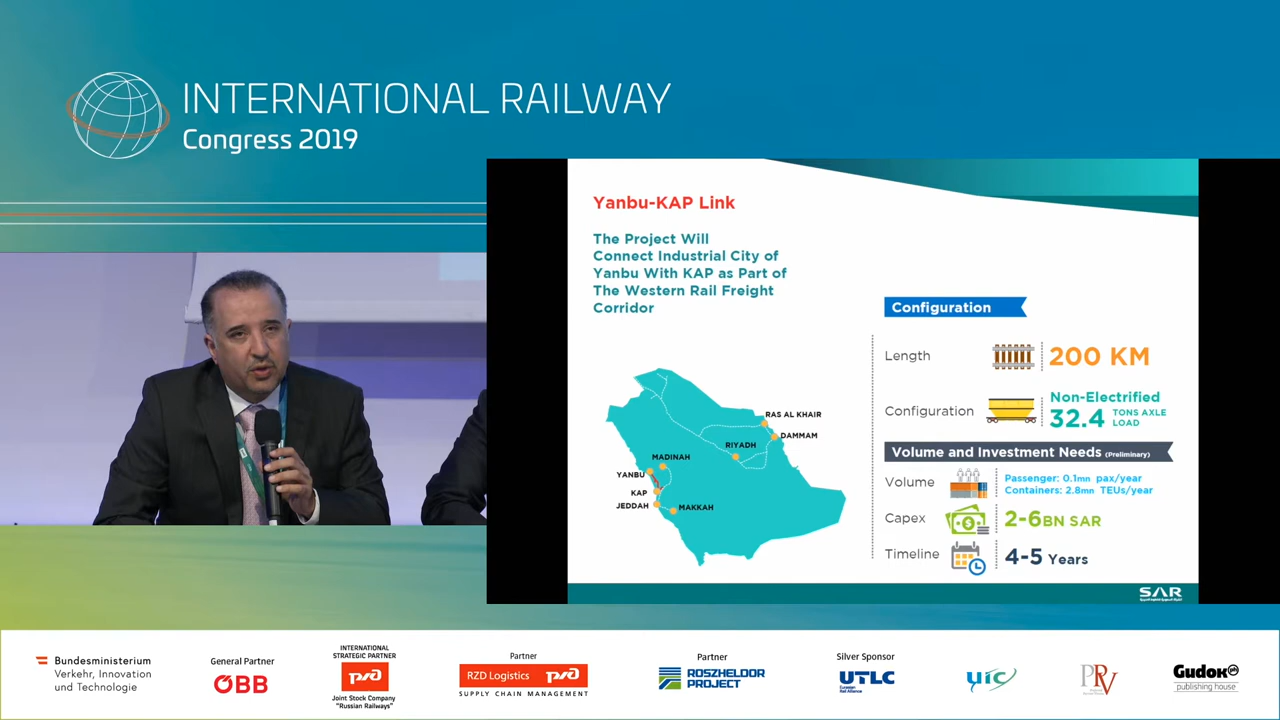 INTERNATIONAL RAILWAY
Congress 2019
Yanbu-KAP Link
The Project Will
Connect Industrial City of
Yanbu With KAP as Part of
The Western Rail Freight
Corridor
Configuration
Length
200 KM
Configuration
Non-Electrified
32.4 TONS AXLE
LOAD
Volume and Investment Needs (Preliminary)
Volume
Passenger: 0.1mn pax/year
Containers: 2.8mn TEUs/year
Capex
2-6BN SAR
Timeline
4-5 Years
RAS AL KHAIR
DAMMAM
RIYADH
MADINAH
YANBU
KAP
JEDDAH
MAKKAH
SAR
Bundesministerium
Verkehr, Innovation
und Technologie
General Partner
ÖBB
INTERNATIONAL
STRATEGIC PARTNER
Joint Stock Company
"Russian Railways"
Partner
RZD Logistics
SUPPLY CHAIN MANAGEMENT
Partner
ROSZHELDOR
PROJECT
Silver Sponsor
UTLC
Eurasian
Rail Alliance
uic
PRV
Gudok
publishing house